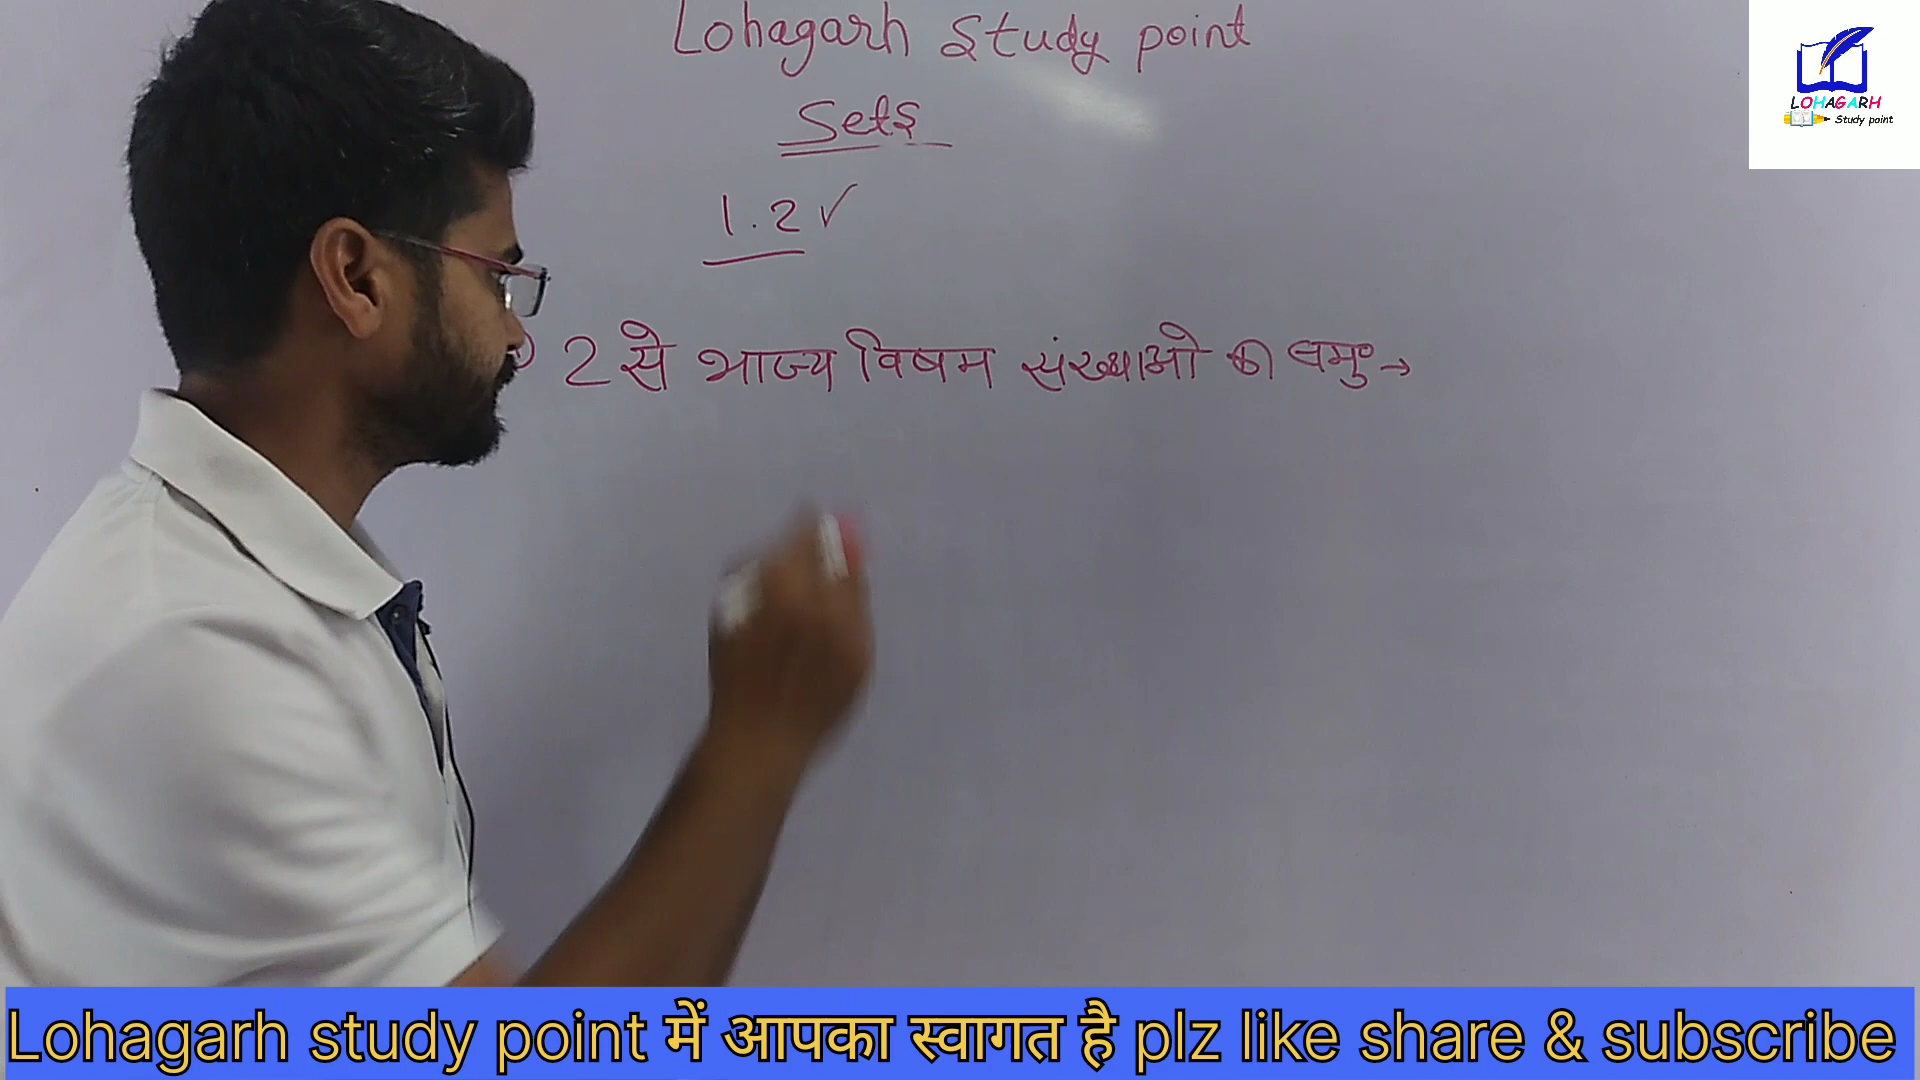 Lohagarh Study point
Sets
1.2 ✓
) 2 से भाज्य विषम संख्याओ का समु० →
LOHAGARH
Study point
Lohagarh study point में आपका स्वागत है plz like share & subscribe